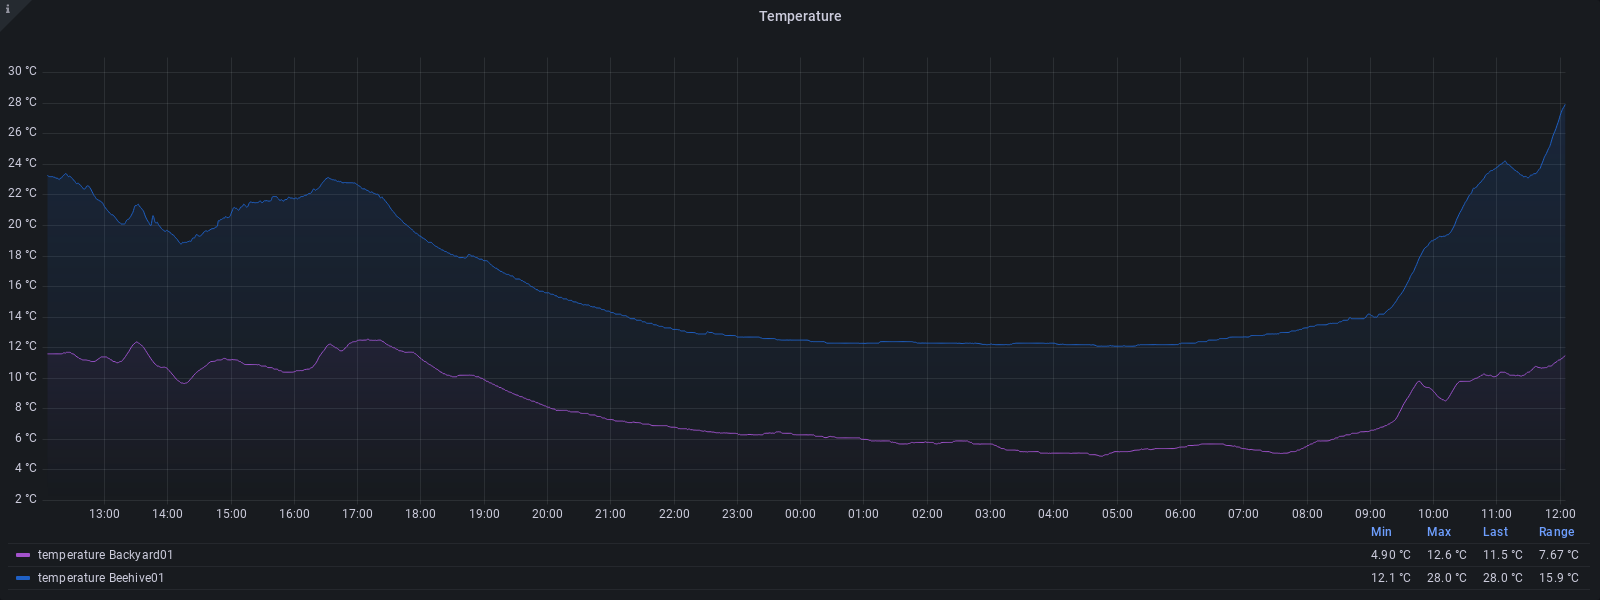 i
Temperature
30 °C
28 °C
26 °C
24 °C
22 °C
20 °C
18 °C
16 °C
14 °C
12 °C
10 °C
8 °C
6 °C
4 °C
2 °C
13:00 14:00 15:00 16:00 17:00 18:00 19:00 20:00 21:00 22:00 23:00 00:00 01:00 02:00 03:00 04:00 05:00 06:00 07:00 08:00 09:00 10:00 11:00 12:00
Min Max Last Range
temperature Backyard01 4.90 °C 12.6 °C 11.5 °C 7.67 °C
temperature Beehive01 12.1 °C 28.0 °C 28.0 °C 15.9 °C